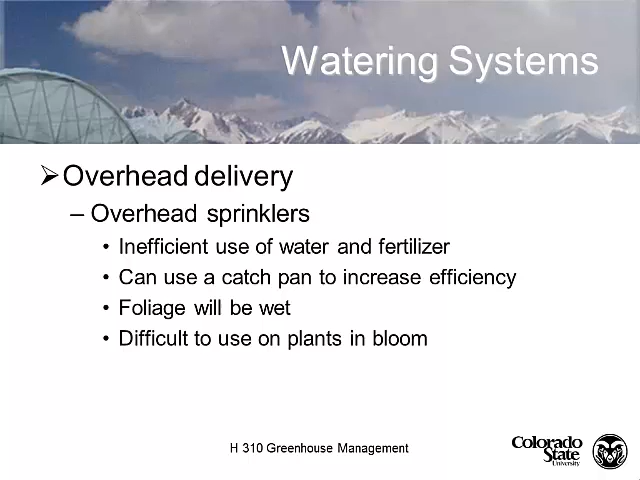 Watering Systems
➢Overhead delivery
– Overhead sprinklers
• Inefficient use of water and fertilizer
• Can use a catch pan to increase efficiency
• Foliage will be wet
• Difficult to use on plants in bloom
H 310 Greenhouse Management
Colorado
State
University